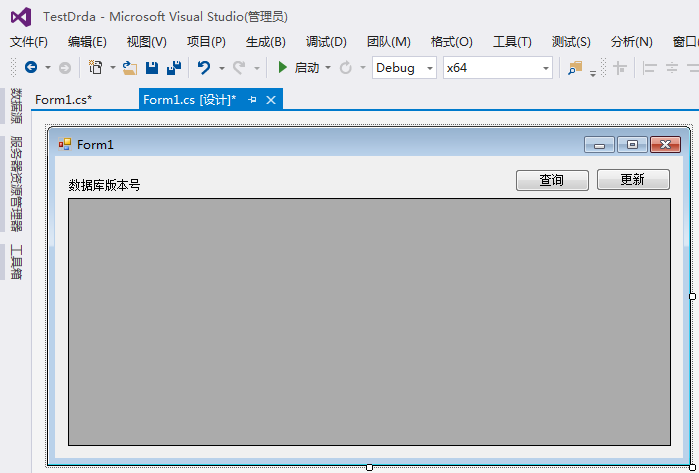 TestDrda - Microsoft Visual Studio(管理员)
文件(F) 编辑(E) 视图(V) 项目(P) 生成(B) 调试(D) 团队(M) 格式(O) 工具(T) 测试(S) 分析(N) 窗口
启动 Debug x64
数据源
服务器资源管理器
工具箱
Form1.cs* Form1.cs [设计]*
Form1
数据库版本号 查询 更新